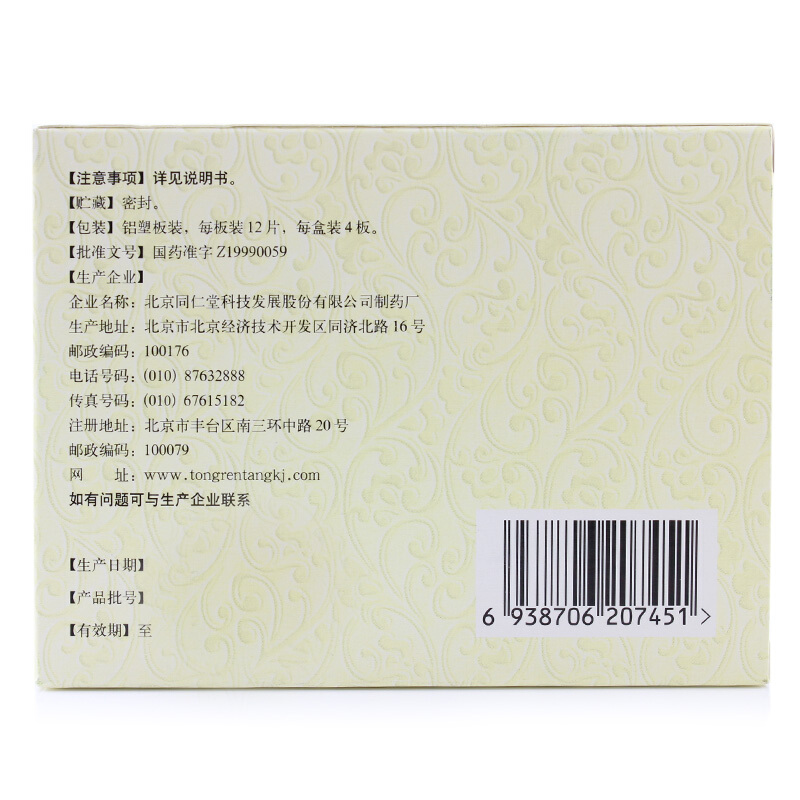 【注意事项】详见说明书。
【贮藏】密封。
【包装】铝塑板装，每板装12片，每盒装4板。
【批准文号】国药准字Z19990059
【生产企业】
企业名称：北京同仁堂科技发展股份有限公司制药厂
生产地址：北京市北京经济技术开发区同济北路16号
邮政编码：100176
电话号码：(010) 87632888
传真号码：(010) 67615182
注册地址：北京市丰台区南三环中路20号
邮政编码：100079
网　　址：www.tongrentangkj.com
如有问题可与生产企业联系
【生产日期】
【产品批号】
【有效期】至
6 938706 207451 >